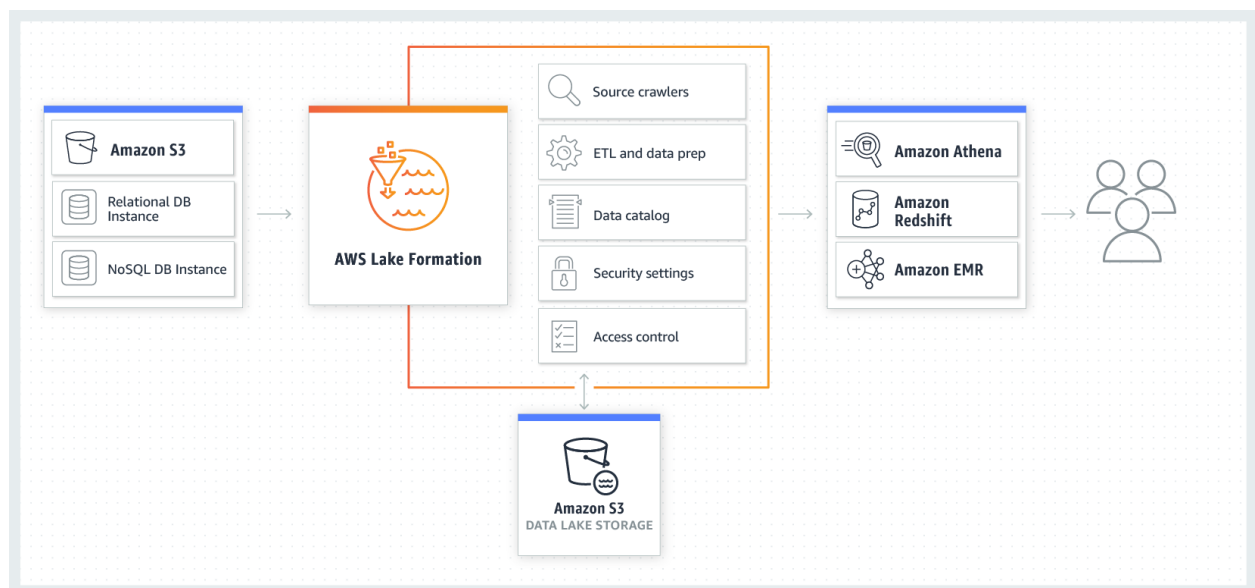 Amazon S3
Relational DB
Instance
NoSQL DB Instance
AWS Lake Formation
Source crawlers
ETL and data prep
Data catalog
Security settings
Access control
Amazon S3
DATA LAKE STORAGE
Amazon Athena
Amazon
Redshift
Amazon EMR